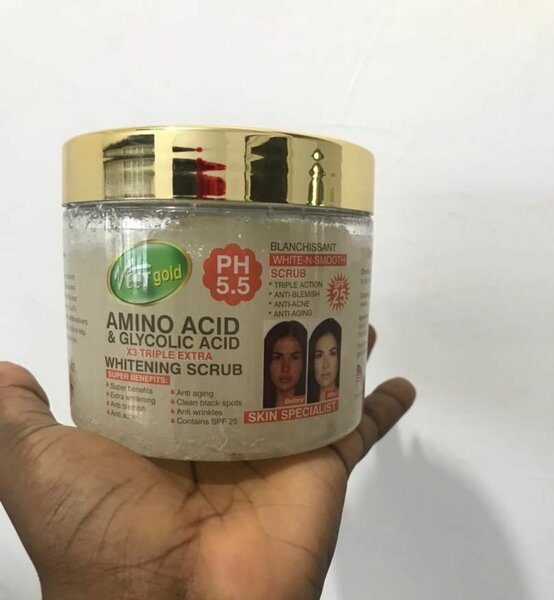 Veet gold
PH
5.5
BLANCHISSANT
WHITE-N-SMOOTH
SCRUB
* TRIPLE ACTION
* ANTI-BLEMISH
* ANTI-ACNE
* ANTI-AGING
SPF
25
AMINO ACID
& GLYCOLIC ACID
X3 TRIPLE EXTRA
WHITENING SCRUB
SUPER BENEFITS:
Super benefits
Extra whitening
Anti blemish
Anti acne
Anti aging
Clean black spots
Anti wrinkles
Contains SPF 25
Before
After
SKIN SPECIALIST